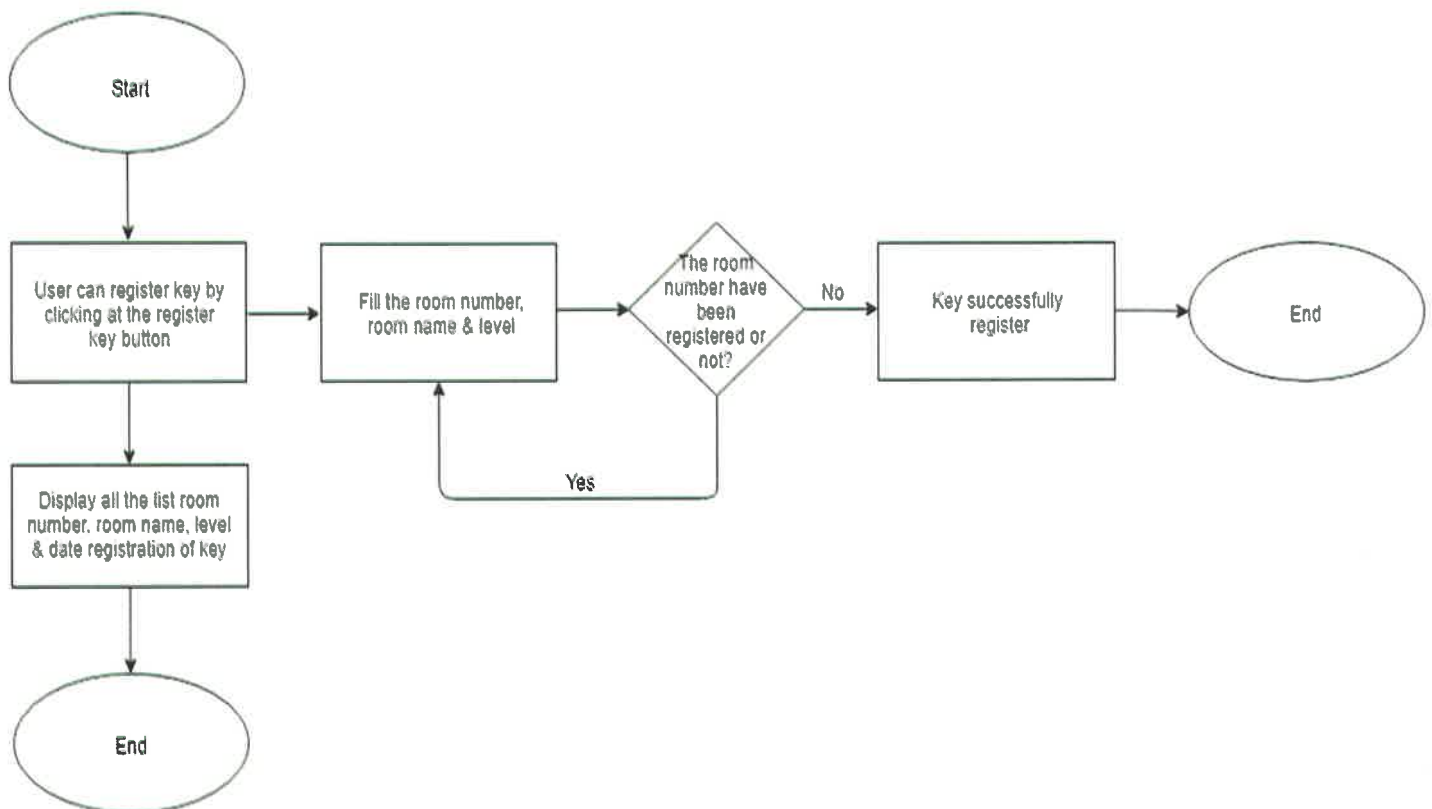 Start
User can register key by
clicking at the register
key button
Fill the room number,
room name & level
The room
number have
been
registered or
not?
No
Key successfully
register
End
Yes
Display all the list room
number. room name, level
& date registration of key
End